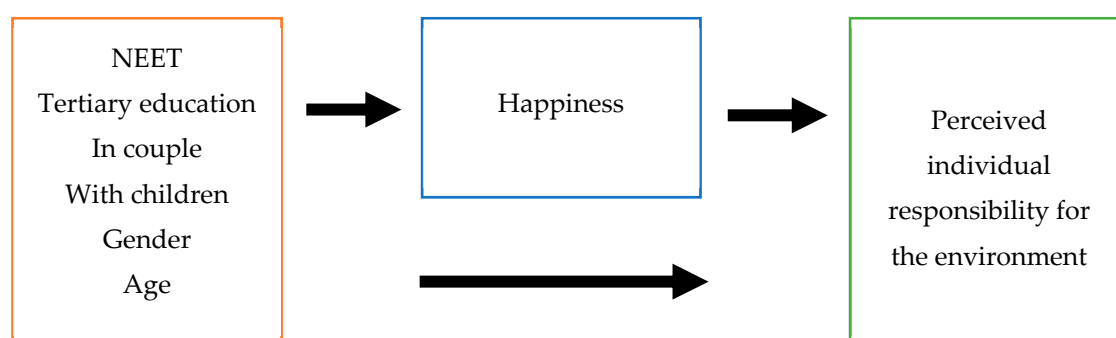 NEET
Tertiary education
In couple
With children
Gender
Age
Happiness
Perceived
individual
responsibility for
the environment